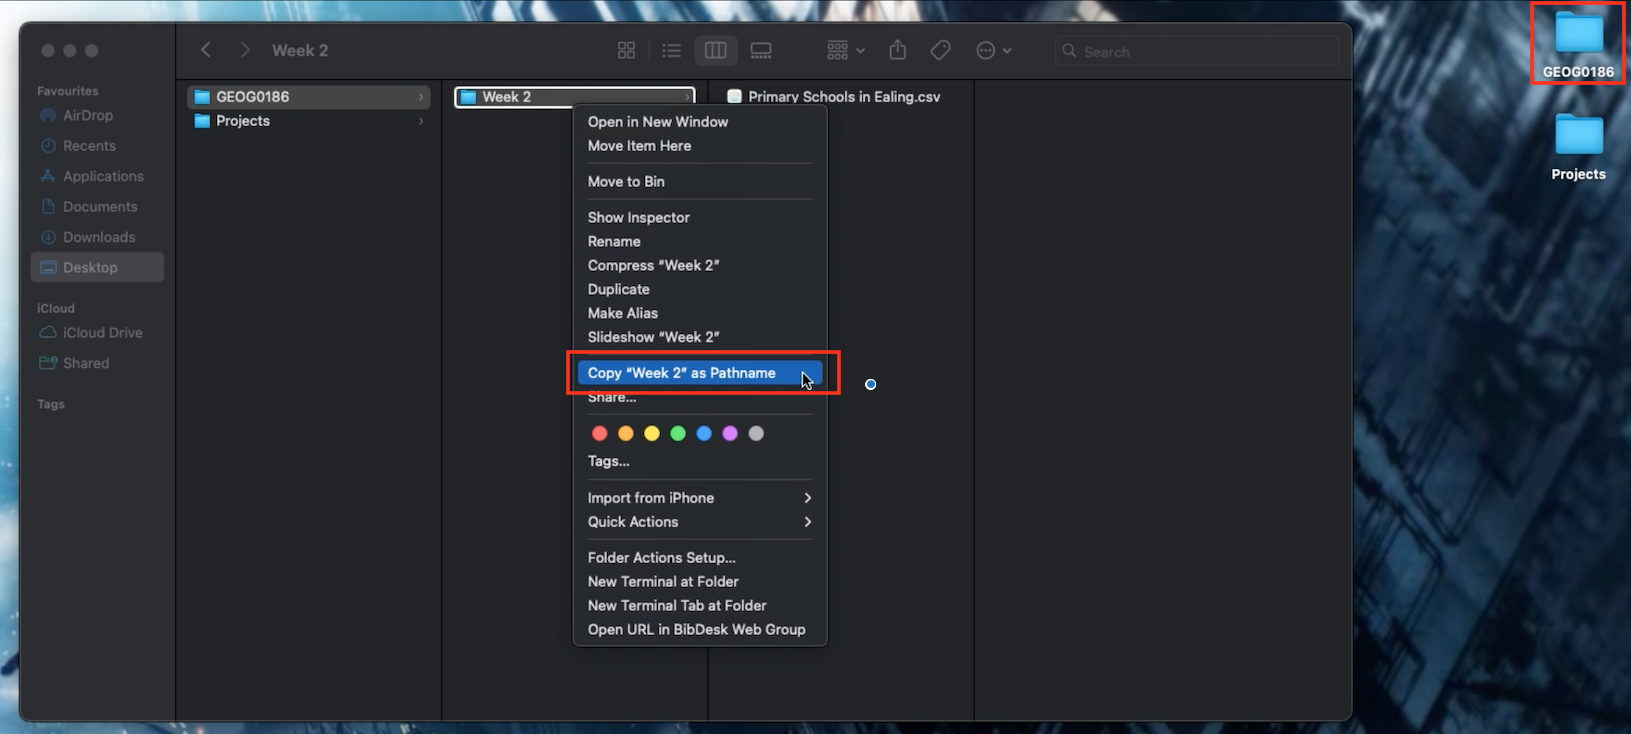 Week 2
Search
Favourites
AirDrop
Recents
Applications
Documents
Downloads
Desktop
iCloud
iCloud Drive
Shared
Tags
GEOG0186
Projects
Week 2
Primary Schools in Ealing.csv
Open in New Window
Move Item Here
Move to Bin
Show Inspector
Rename
Compress “Week 2”
Duplicate
Make Alias
Slideshow “Week 2”
Copy “Week 2” as Pathname
Share...
Tags...
Import from iPhone
Quick Actions
Folder Actions Setup...
New Terminal at Folder
New Terminal Tab at Folder
Open URL in BibDesk Web Group
GEOG0186
Projects